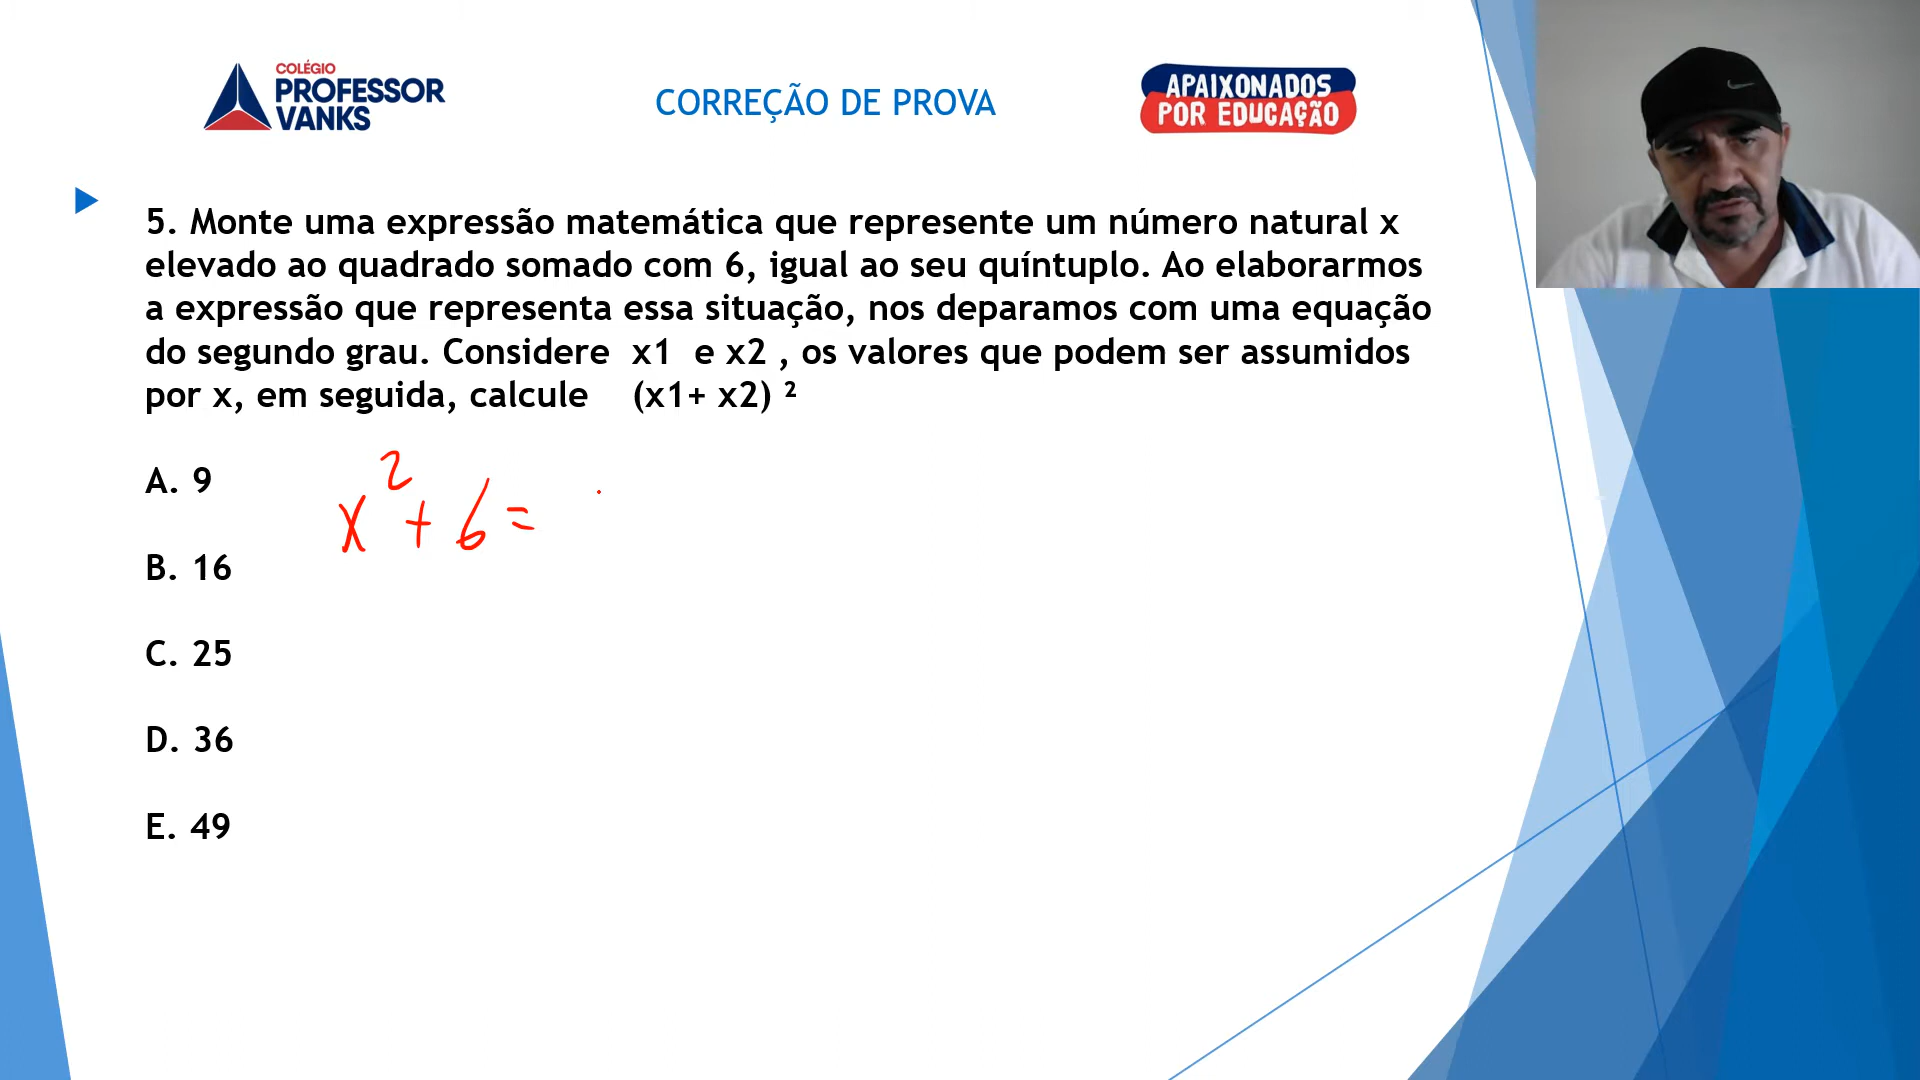 COLÉGIO
PROFESSOR
VANKS
CORREÇÃO DE PROVA
APAIXONADOS
POR EDUCAÇÃO
5. Monte uma expressão matemática que represente um número natural x
elevado ao quadrado somado com 6, igual ao seu quíntuplo. Ao elaborarmos
a expressão que representa essa situação, nos deparamos com uma equação
do segundo grau. Considere x1 e x2 , os valores que podem ser assumidos
por x, em seguida, calcule (x1+ x2) ²
A. 9
x² + 6 =
B. 16
C. 25
D. 36
E. 49